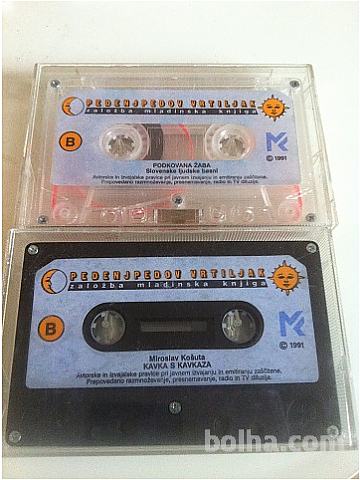 PEDENJPEDOV VRTILJAK
založba mladinska knjiga
B
PODKOVANA ŽABA
Slovenske ljudske basni
© 1991
Avtorske in izvajalske pravice pri javnem izvajanju in emitiranju zaščitene.
Prepovedano razmnoževanje, presnemavanje, radio in TV difuzija.
PEDENJPEDOV VRTILJAK
založba mladinska knjiga
B
Miroslav Košuta
KAVKA S KAVKAZA
© 1991
Avtorske in izvajalske pravice pri javnem izvajanju in emitiranju zaščitene.
Prepovedano razmnoževanje, presnemavanje, radio in TV difuzija.
bolha.com